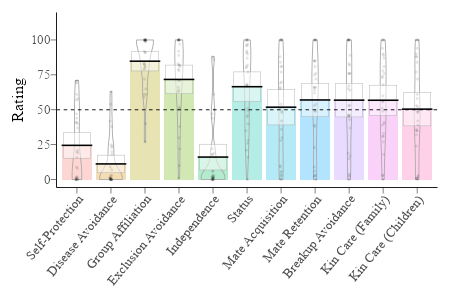 Rating
100
75
50
25
0
Self-Protection
Disease Avoidance
Group Affiliation
Exclusion Avoidance
Independence
Status
Mate Acquisition
Mate Retention
Breakup Avoidance
Kin Care (Family)
Kin Care (Children)